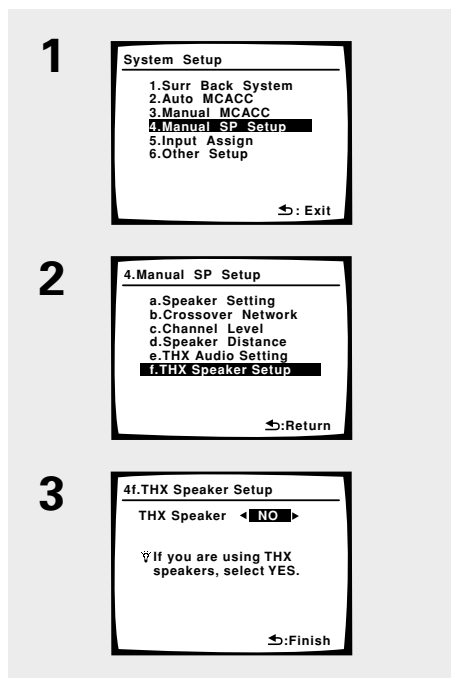 1
System Setup
1.Surr Back System
2.Auto MCACC
3.Manual MCACC
4.Manual SP Setup
5.Input Assign
6.Other Setup
: Exit
2
4.Manual SP Setup
a.Speaker Setting
b.Crossover Network
c.Channel Level
d.Speaker Distance
e.THX Audio Setting
f.THX Speaker Setup
:Return
3
4f.THX Speaker Setup
THX Speaker NO
If you are using THX
speakers, select YES.
:Finish